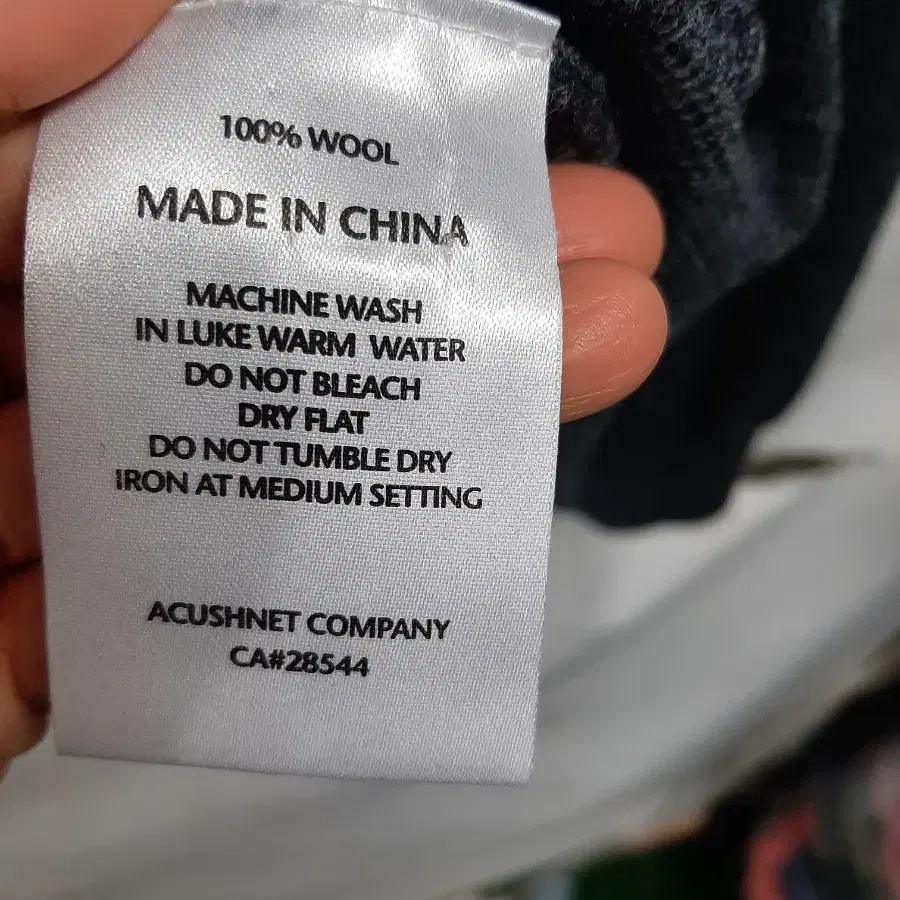 100% WOOL
MADE IN CHINA
MACHINE WASH
IN LUKE WARM WATER
DO NOT BLEACH
DRY FLAT
DO NOT TUMBLE DRY
IRON AT MEDIUM SETTING
ACUSHNET COMPANY
CA#28544